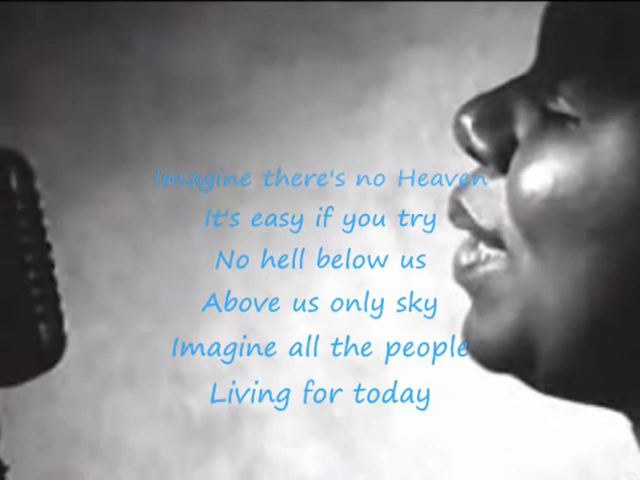 Imagine there's no Heaven
It's easy if you try
No hell below us
Above us only sky
Imagine all the people
Living for today